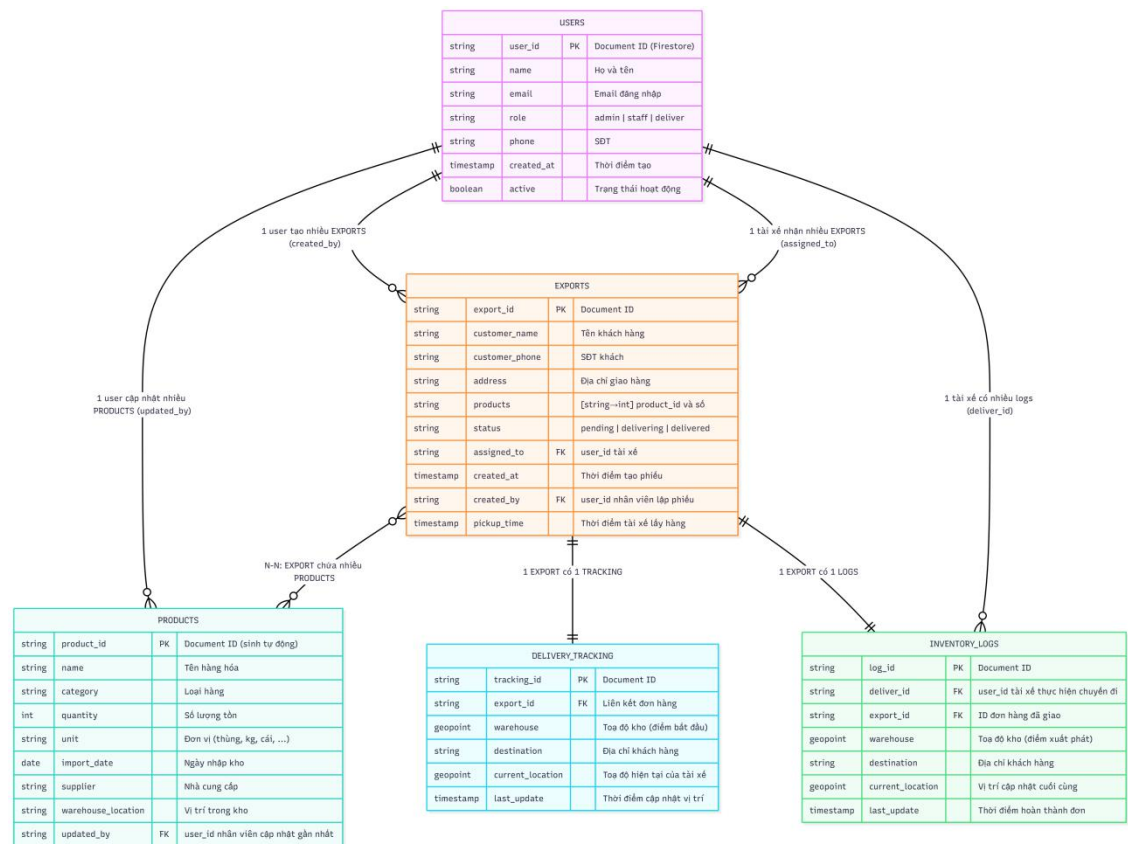 USERS
string user_id PK Document ID (Firestore)
string name Họ và tên
string email Email đăng nhập
string role admin | staff | deliver
string phone SĐT
timestamp created_at Thời điểm tạo
boolean active Trạng thái hoạt động
1 user tạo nhiều EXPORTS
(created_by)
1 tài xế nhận nhiều EXPORTS
(assigned_to)
EXPORTS
string export_id PK Document ID
string customer_name Tên khách hàng
string customer_phone SĐT khách
string address Địa chỉ giao hàng
string products [string→int] product_id và số
string status pending | delivering | delivered
string assigned_to FK user_id tài xế
timestamp created_at Thời điểm tạo phiếu
string created_by FK user_id nhân viên lập phiếu
timestamp pickup_time Thời điểm tài xế lấy hàng
1 user cập nhật nhiều
PRODUCTS (updated_by)
1 tài xế có nhiều logs
(deliver_id)
N-N: EXPORT chứa nhiều
PRODUCTS
1 EXPORT có 1 TRACKING
1 EXPORT có 1 LOGS
PRODUCTS
string product_id PK Document ID (sinh tự động)
string name Tên hàng hóa
string category Loại hàng
int quantity Số lượng tồn
string unit Đơn vị (thùng, kg, cái, ...)
date import_date Ngày nhập kho
string supplier Nhà cung cấp
string warehouse_location Vị trí trong kho
string updated_by FK user_id nhân viên cập nhật gần nhất
DELIVERY_TRACKING
string tracking_id PK Document ID
string export_id FK Liên kết đơn hàng
geopoint warehouse Toạ độ kho (điểm bắt đầu)
string destination Địa chỉ khách hàng
geopoint current_location Toạ độ hiện tại của tài xế
timestamp last_update Thời điểm cập nhật vị trí
INVENTORY_LOGS
string log_id PK Document ID
string deliver_id FK user_id tài xế thực hiện chuyến đi
string export_id FK ID đơn hàng đã giao
geopoint warehouse Toạ độ kho (điểm xuất phát)
string destination Địa chỉ khách hàng
geopoint current_location Vị trí cập nhật cuối cùng
timestamp last_update Thời điểm hoàn thành đơn